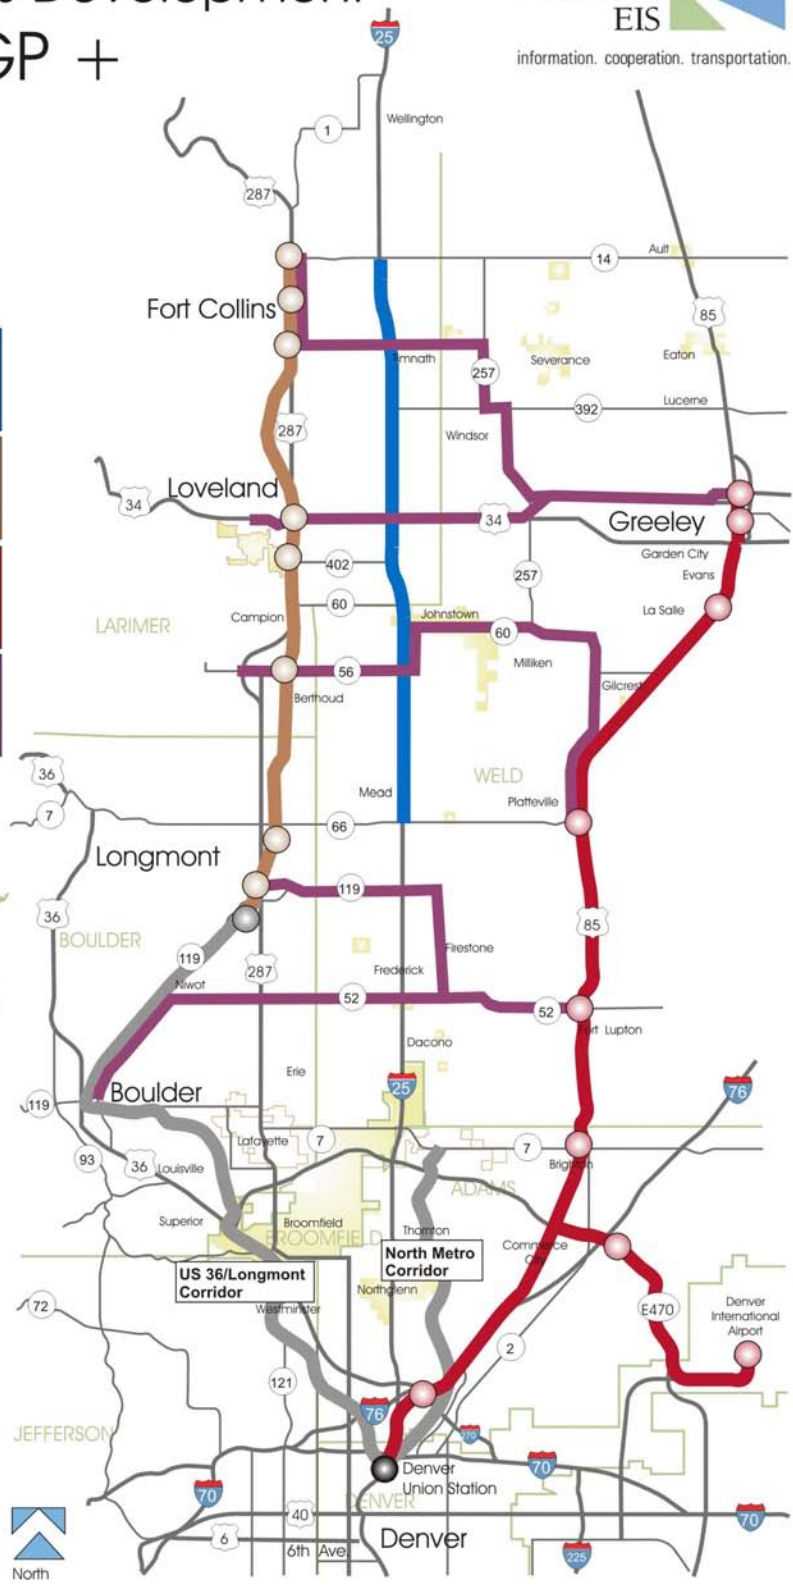 GP +
EIS
information. cooperation. transportation.
25
Wellington
1
287
14
Ault
Fort Collins
85
Timnath
Severance
Eaton
257
392
Lucerne
287
Windsor
Loveland
34
34
Greeley
Garden City
402
257
Evans
60
La Salle
LARIMER
Campion
Johnstown
60
56
Milliken
Gilcrest
Berthoud
36
WELD
Mead
Platteville
7
66
Longmont
119
36
85
BOULDER
Firestone
119
287
Frederick
Niwot
52
52
Fort Lupton
Dacono
Erie
25
76
Boulder
119
Lafayette
7
7
93
36
Louisville
Brighton
ADAMS
Superior
Broomfield
BROOMFIELD
Thornton
Commerce
City
North Metro
Corridor
US 36/Longmont
Corridor
Northglenn
Westminster
72
E470
Denver
International
Airport
2
121
76
JEFFERSON
270
70
Denver
Union Station
70
DENVER
40
70
6
6th Ave.
Denver
225
North